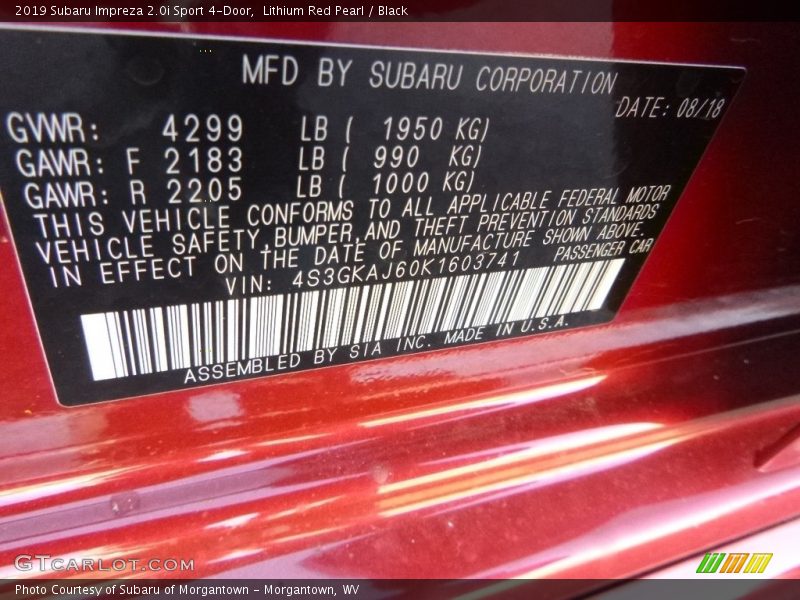 2019 Subaru Impreza 2.0i Sport 4-Door,  Lithium Red Pearl / Black
MFD BY SUBARU CORPORATION
DATE: 08/18
GVWR: 4299 LB ( 1950 KG)
GAWR: F 2183 LB ( 990 KG)
GAWR: R 2205 LB ( 1000 KG)
THIS VEHICLE CONFORMS TO ALL APPLICABLE FEDERAL MOTOR
VEHICLE SAFETY,BUMPER,AND THEFT PREVENTION STANDARDS
IN EFFECT ON THE DATE OF MANUFACTURE SHOWN ABOVE.
VIN: 4S3GKAJ60K1603741 PASSENGER CAR
ASSEMBLED BY SIA INC. MADE IN U.S.A.
GTCARLOT.COM
Photo Courtesy of Subaru of Morgantown - Morgantown, WV